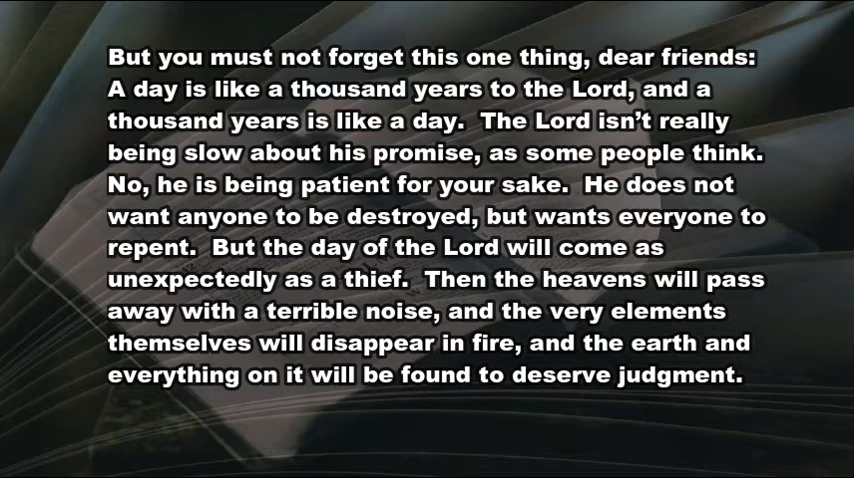 But you must not forget this one thing, dear friends:
A day is like a thousand years to the Lord, and a
thousand years is like a day.  The Lord isn’t really
being slow about his promise, as some people think.
No, he is being patient for your sake.  He does not
want anyone to be destroyed, but wants everyone to
repent.  But the day of the Lord will come as
unexpectedly as a thief.  Then the heavens will pass
away with a terrible noise, and the very elements
themselves will disappear in fire, and the earth and
everything on it will be found to deserve judgment.